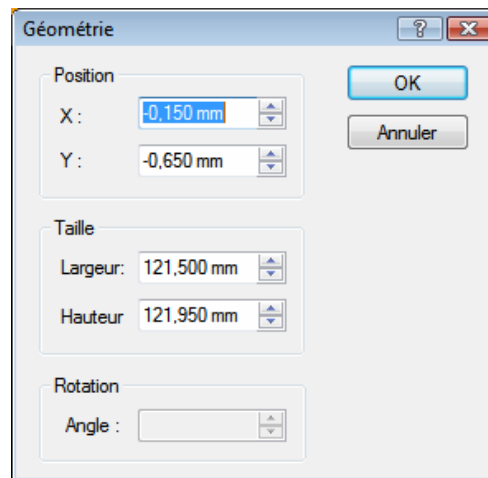 Géométrie
Position
OK
X : -0,150 mm
Annuler
Y : -0,650 mm
Taille
Largeur: 121,500 mm
Hauteur 121,950 mm
Rotation
Angle :